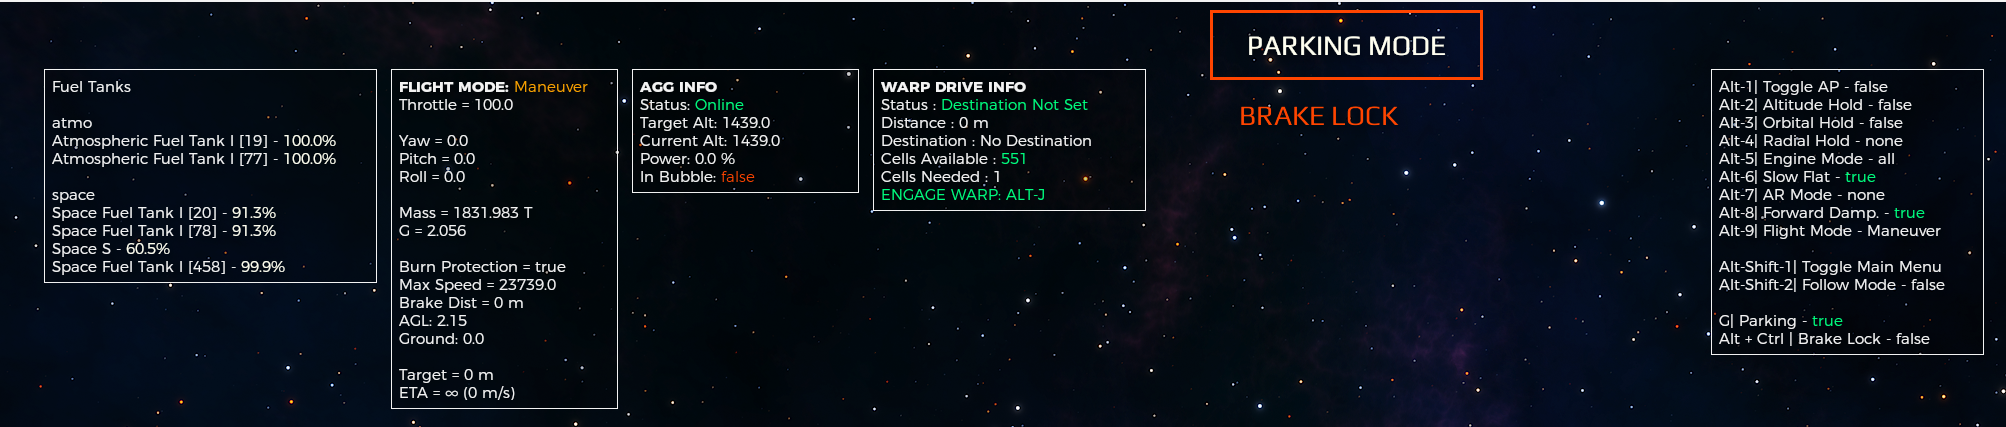 PARKING MODE
BRAKE LOCK
Fuel Tanks
atmo
Atmospheric Fuel Tank I [19] - 100.0%
Atmospheric Fuel Tank I [77] - 100.0%
space
Space Fuel Tank I [20] - 91.3%
Space Fuel Tank I [78] - 91.3%
Space S - 60.5%
Space Fuel Tank I [458] - 99.9%
FLIGHT MODE: Maneuver
Throttle = 100.0
Yaw = 0.0
Pitch = 0.0
Roll = 0.0
Mass = 1831.983 T
G = 2.056
Burn Protection = true
Max Speed = 23739.0
Brake Dist = 0 m
AGL: 2.15
Ground: 0.0
Target = 0 m
ETA = ∞ (0 m/s)
AGG INFO
Status: Online
Target Alt: 1439.0
Current Alt: 1439.0
Power: 0.0 %
In Bubble: false
WARP DRIVE INFO
Status : Destination Not Set
Distance : 0 m
Destination : No Destination
Cells Available : 551
Cells Needed : 1
ENGAGE WARP: ALT-J
Alt-1| Toggle AP - false
Alt-2| Altitude Hold - false
Alt-3| Orbital Hold - false
Alt-4| Radial Hold - none
Alt-5| Engine Mode - all
Alt-6| Slow Flat - true
Alt-7| AR Mode - none
Alt-8| Forward Damp. - true
Alt-9| Flight Mode - Maneuver
Alt-Shift-1| Toggle Main Menu
Alt-Shift-2| Follow Mode - false
G| Parking - true
Alt + Ctrl | Brake Lock - false